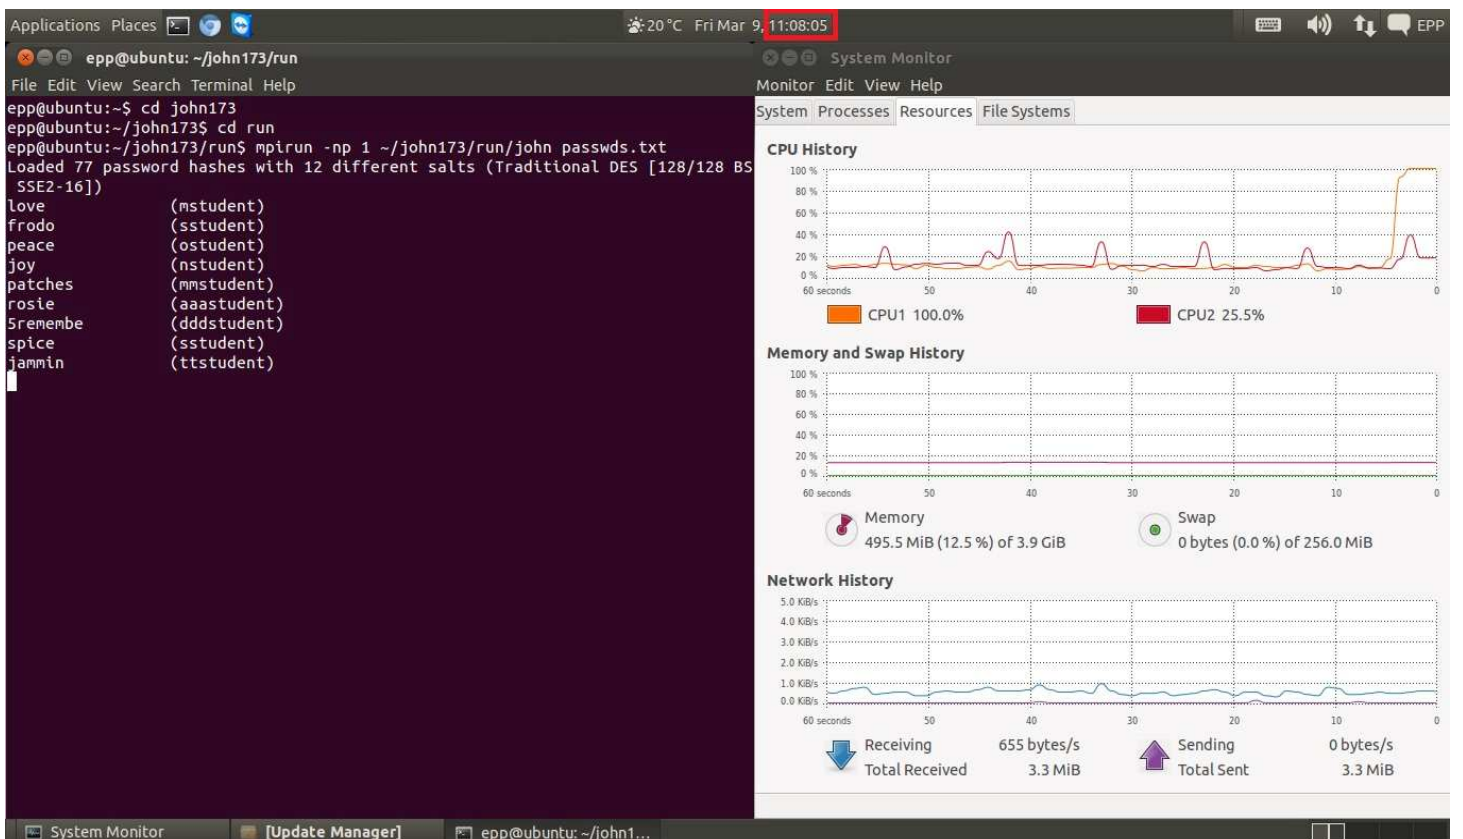 Applications Places 20 °C Fri Mar 9, 11:08:05 EPP
epp@ubuntu: ~/john173/run
File Edit View Search Terminal Help
epp@ubuntu:~$ cd john173
epp@ubuntu:~/john173$ cd run
epp@ubuntu:~/john173/run$ mpirun -np 1 ~/john173/run/john passwds.txt
Loaded 77 password hashes with 12 different salts (Traditional DES [128/128 BS
SSE2-16])
love (mstudent)
frodo (sstudent)
peace (ostudent)
joy (nstudent)
patches (mmstudent)
rosie (aaastudent)
5remembe (dddstudent)
spice (sstudent)
jammin (ttstudent)
System Monitor
Monitor Edit View Help
System Processes Resources File Systems
CPU History
100 %
80 %
60 %
40 %
20 %
0 %
60 seconds 50 40 30 20 10 0
CPU1 100.0% CPU2 25.5%
Memory and Swap History
100 %
80 %
60 %
40 %
20 %
0 %
60 seconds 50 40 30 20 10 0
Memory Swap
495.5 MiB (12.5 %) of 3.9 GiB 0 bytes (0.0 %) of 256.0 MiB
Network History
5.0 KiB/s
4.0 KiB/s
3.0 KiB/s
2.0 KiB/s
1.0 KiB/s
0.0 KiB/s
60 seconds 50 40 30 20 10 0
Receiving 655 bytes/s Sending 0 bytes/s
Total Received 3.3 MiB Total Sent 3.3 MiB
System Monitor [Update Manager] epp@ubuntu: ~/john1...